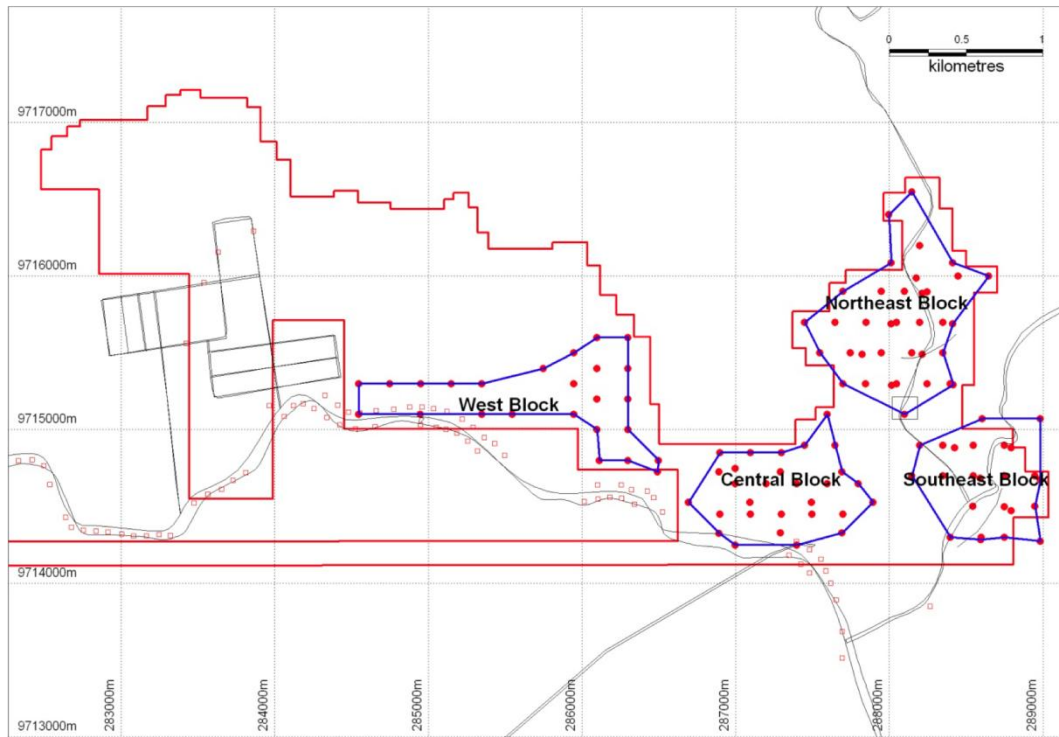 0 0.5 1
kilometres
9717000m
9716000m
Northeast Block
9715000m
West Block
Central Block
Southeast Block
9714000m
283000m
284000m
285000m
286000m
287000m
288000m
289000m
9713000m